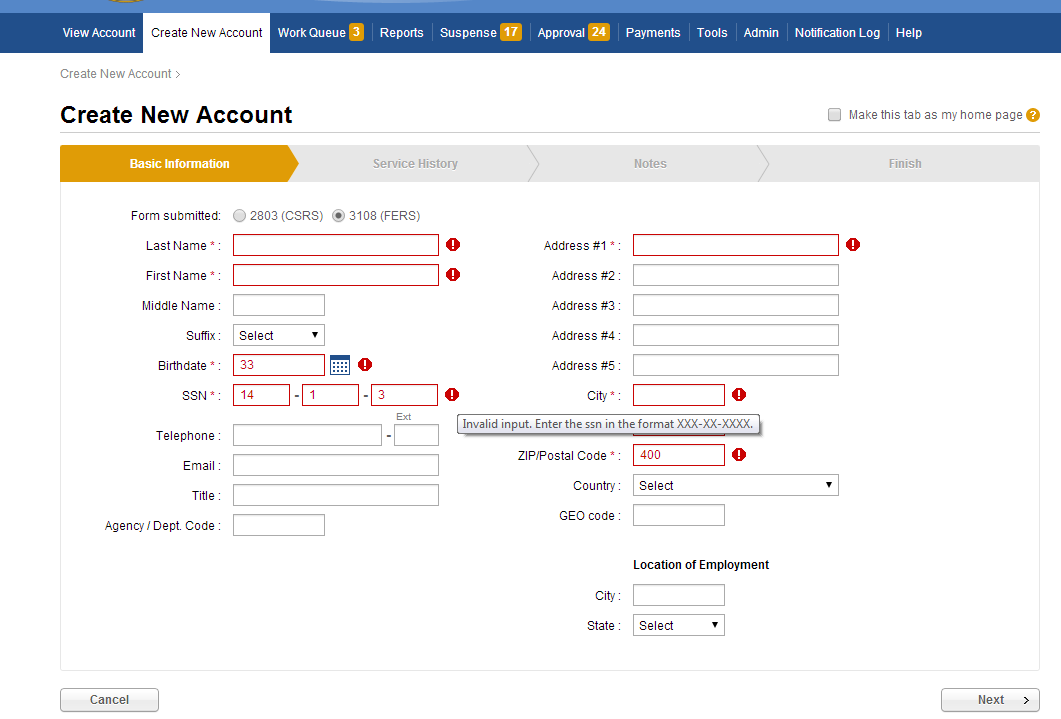 View Account Create New Account Work Queue 3 Reports Suspense 17 Approval 24 Payments Tools Admin Notification Log Help
Create New Account >
Create New Account
Make this tab as my home page ?
Basic Information Service History Notes Finish
Form submitted: 2803 (CSRS) 3108 (FERS)
Last Name * : !
First Name * : !
Middle Name :
Suffix : Select
Birthdate * : 33 !
SSN * : 14 - 1 - 3 !
Ext
Telephone : -
Email :
Title :
Agency / Dept. Code :
Address #1 * : !
Address #2 :
Address #3 :
Address #4 :
Address #5 :
City * : !
Invalid input. Enter the ssn in the format XXX-XX-XXXX.
ZIP/Postal Code * : 400 !
Country : Select
GEO code :
Location of Employment
City :
State : Select
Cancel
Next >